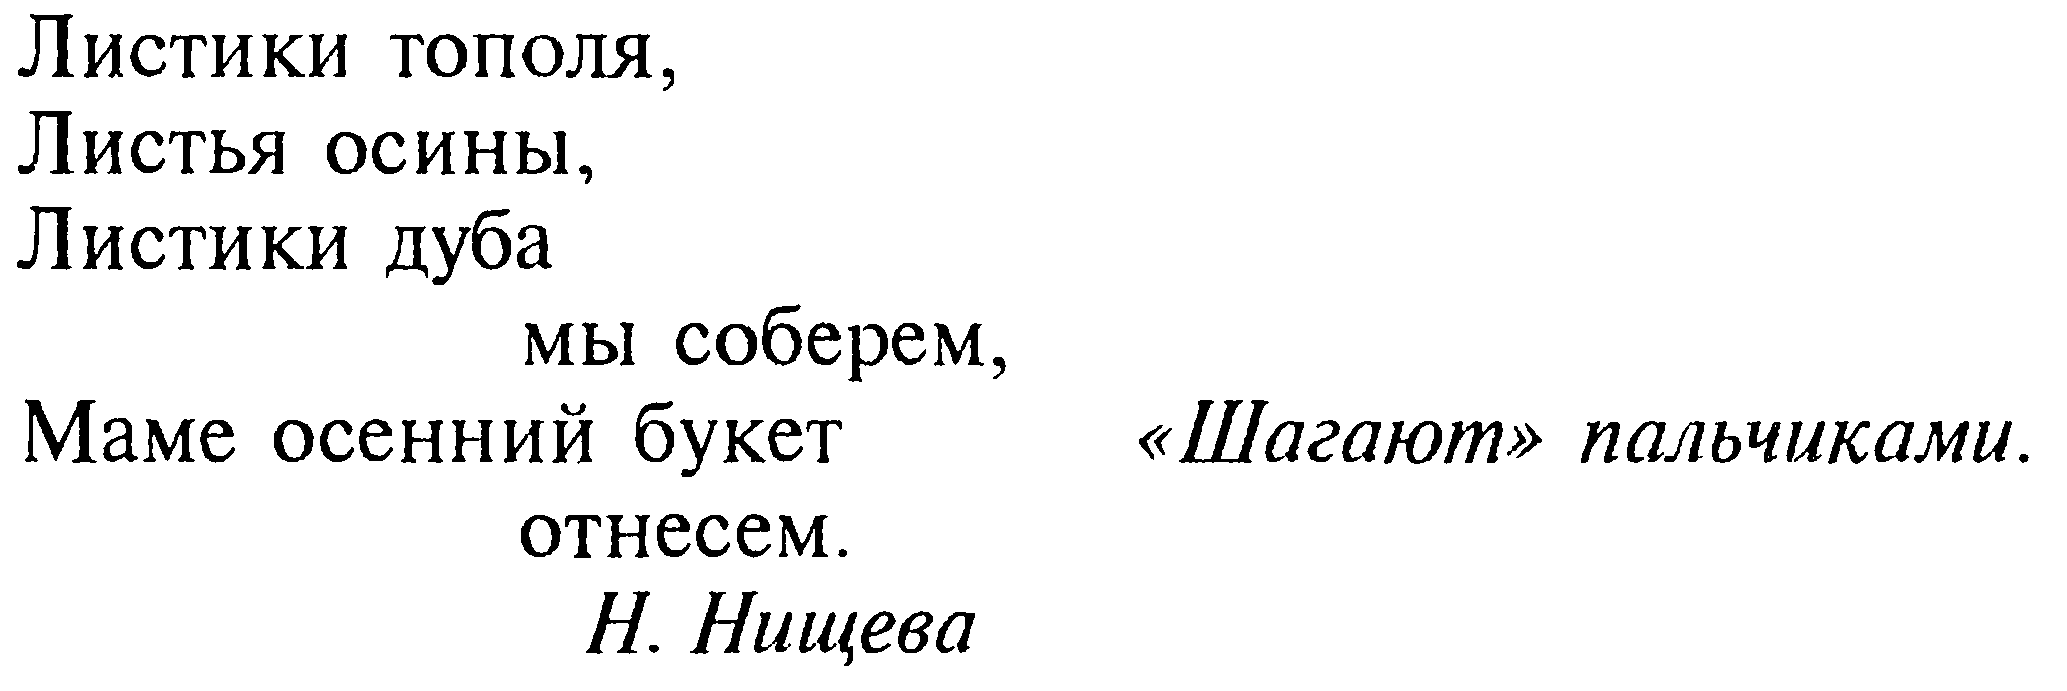 Листики тополя,
Листья осины,
Листики дуба
мы соберем,
Маме осенний букет «Шагают» пальчиками.
отнесем.
Н. Нищева